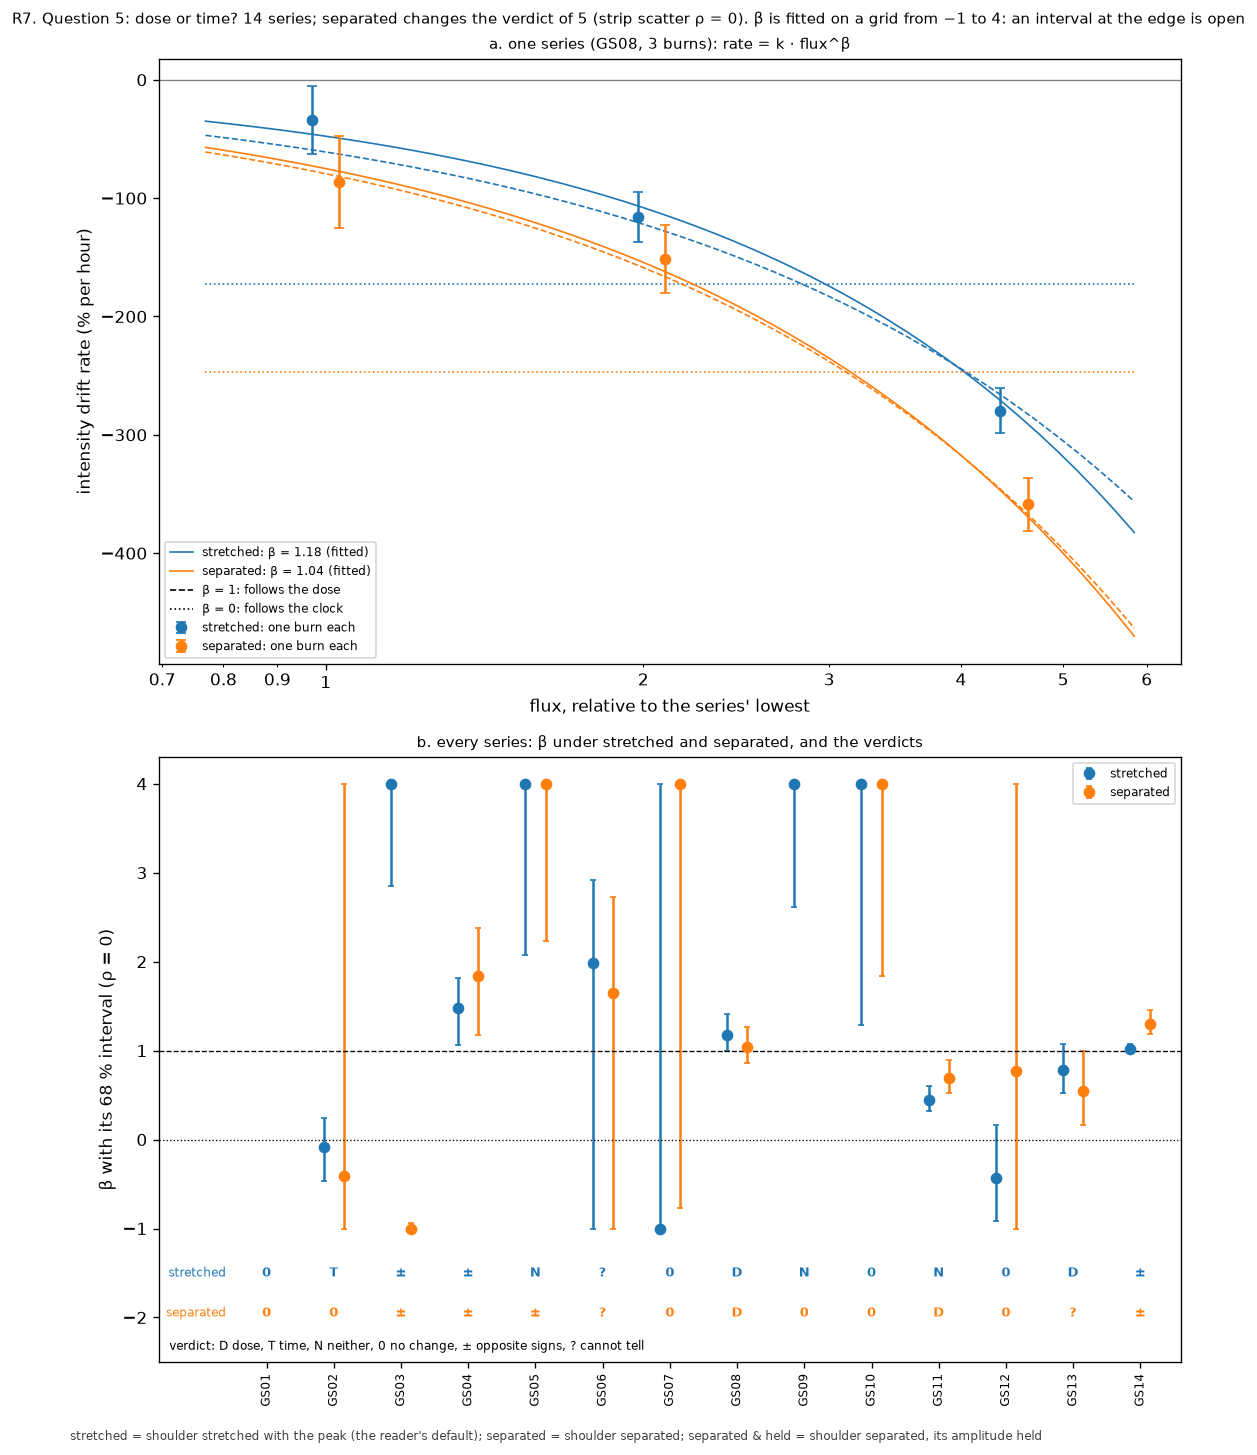 R7. Question 5: dose or time? 14 series; separated changes the verdict of 5 (strip scatter ρ = 0). β is fitted on a grid from −1 to 4: an interval at the edge is open
a. one series (GS08, 3 burns): rate = k · flux^β
intensity drift rate (% per hour)
0
−100
−200
−300
−400
stretched: β = 1.18 (fitted)
separated: β = 1.04 (fitted)
β = 1: follows the dose
β = 0: follows the clock
stretched: one burn each
separated: one burn each
0.7 0.8 0.9 1 2 3 4 5 6
flux, relative to the series' lowest
b. every series: β under stretched and separated, and the verdicts
β with its 68 % interval (ρ = 0)
stretched
separated
4
3
2
1
0
−1
−2
stretched 0 T ± ± N ? 0 D N 0 N 0 D ±
separated 0 0 ± ± ± ? 0 D 0 0 D 0 ? ±
verdict: D dose, T time, N neither, 0 no change, ± opposite signs, ? cannot tell
GS01 GS02 GS03 GS04 GS05 GS06 GS07 GS08 GS09 GS10 GS11 GS12 GS13 GS14
stretched = shoulder stretched with the peak (the reader's default); separated = shoulder separated; separated & held = shoulder separated, its amplitude held